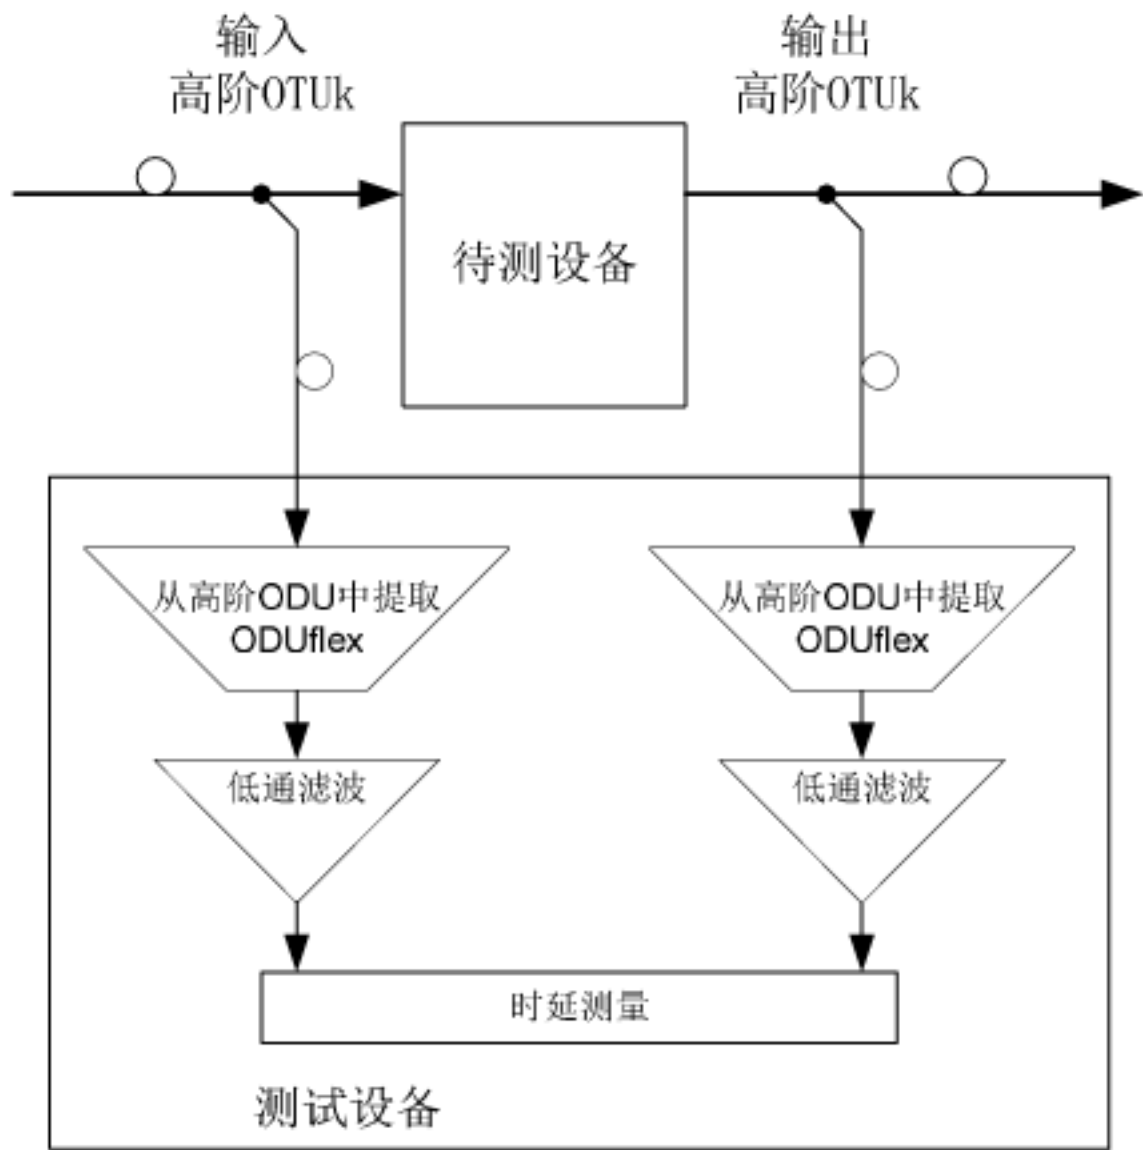 输入
高阶OTUk
输出
高阶OTUk
待测设备
从高阶ODU中提取
ODUflex
从高阶ODU中提取
ODUflex
低通滤波
低通滤波
时延测量
测试设备